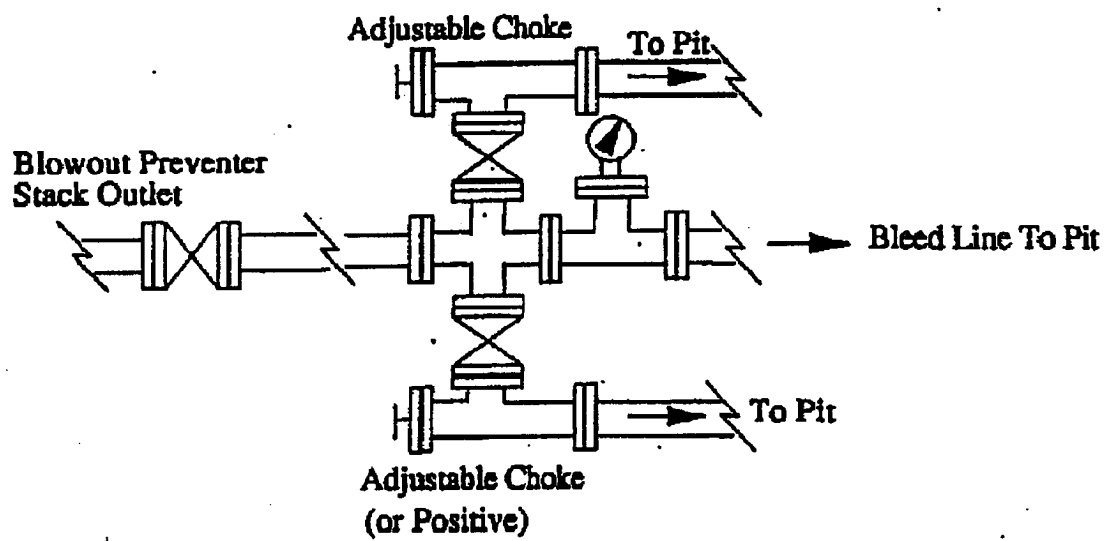 Adjustable Choke
To Pit
Blowout Preventer
Stack Outlet
Bleed Line To Pit
To Pit
Adjustable Choke
(or Positive)